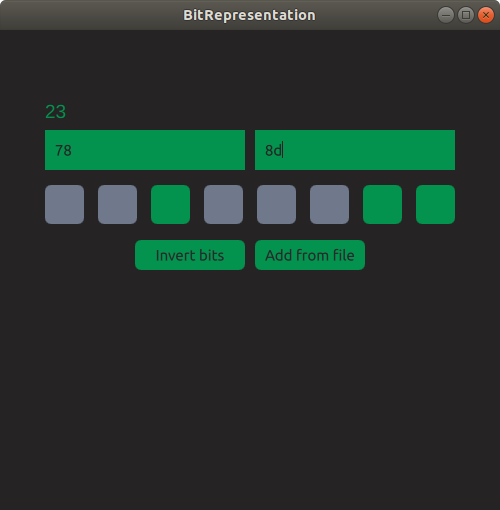 BitRepresentation
23
78 8d
Invert bits Add from file